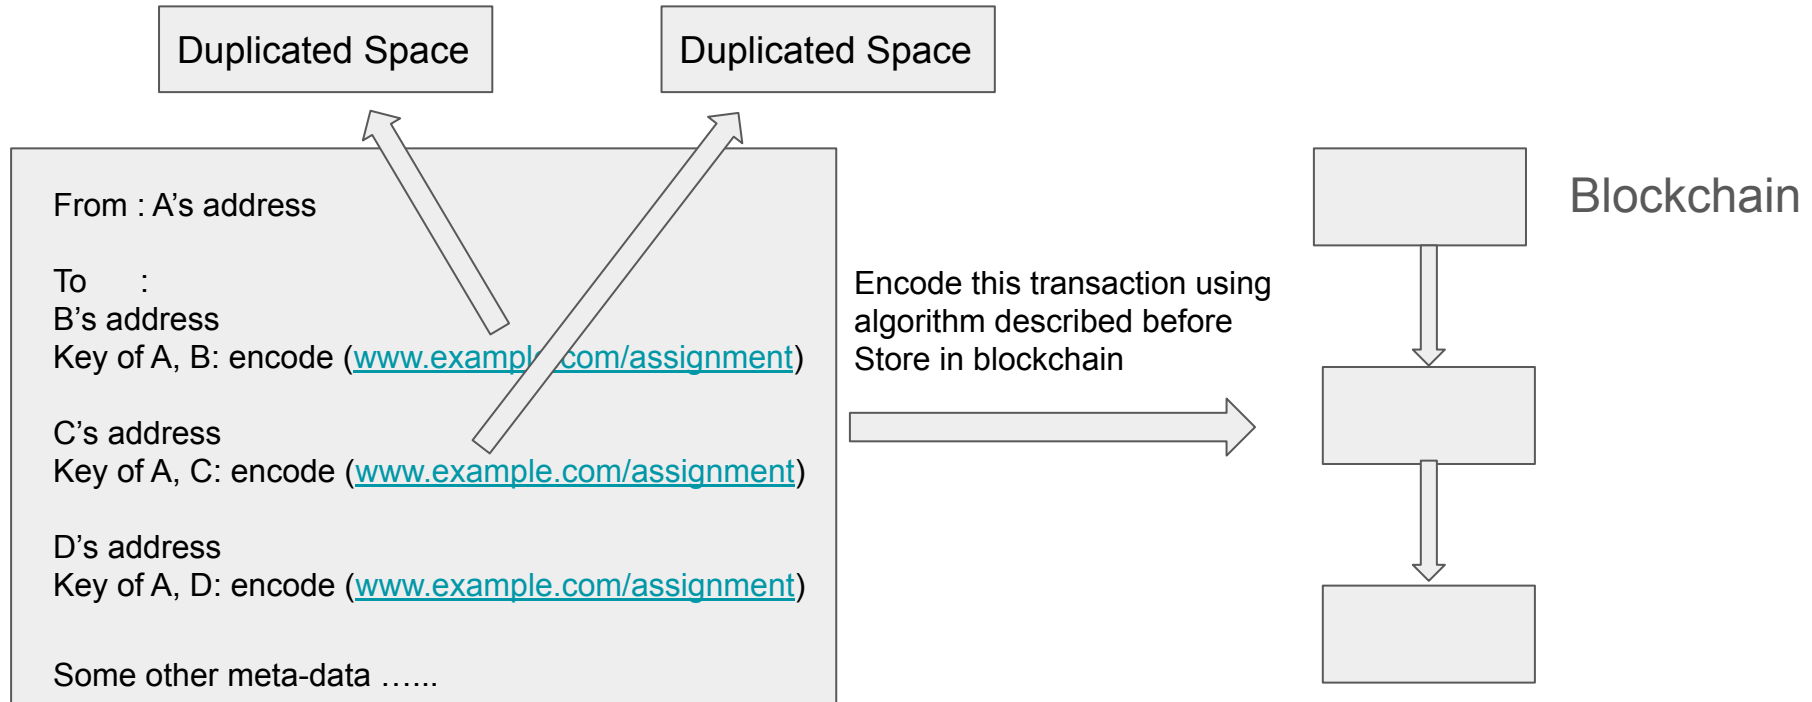 Duplicated Space
Duplicated Space
From : A’s address
To :
B’s address
Key of A, B: encode (www.example.com/assignment)
C’s address
Key of A, C: encode (www.example.com/assignment)
D’s address
Key of A, D: encode (www.example.com/assignment)
Some other meta-data …...
Encode this transaction using
algorithm described before
Store in blockchain
Blockchain